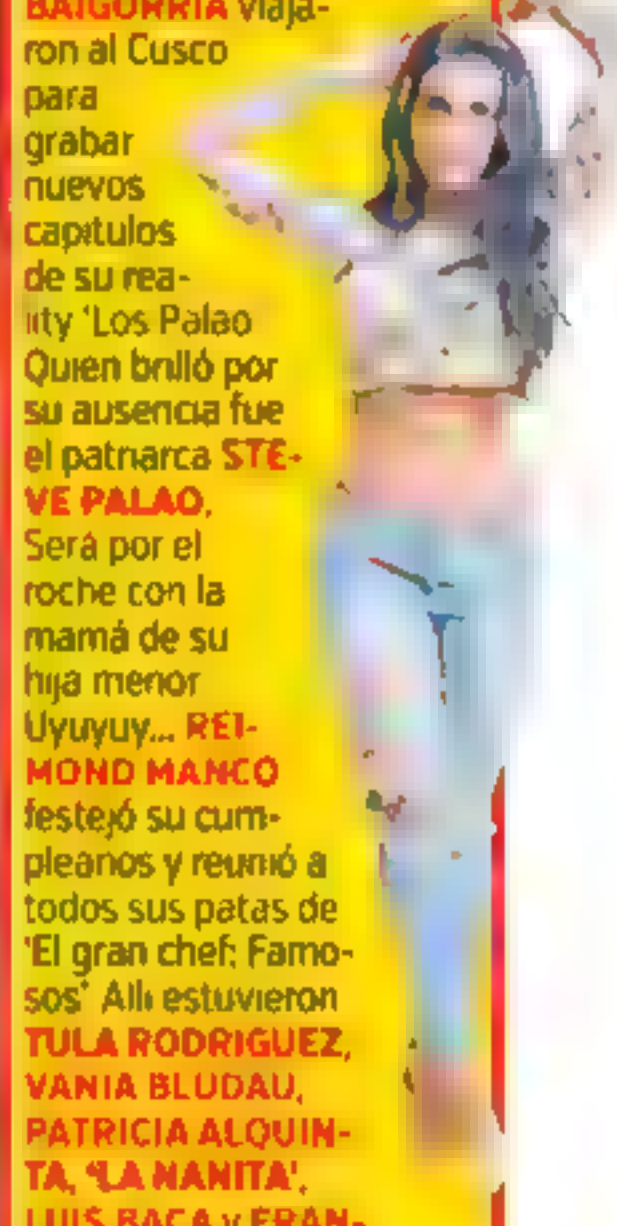 BAIGORRIA viaja-
ron al Cusco
para
grabar
nuevos
capítulos
de su rea-
lity ‘Los Palao
Quien brilló por
su ausencia fue
el patriarca STE-
VE PALAO,
Será por el
roche con la
mamá de su
hija menor
Uyuyuy... REI-
MOND MANCO
festejó su cum-
pleaños y reunió a
todos sus patas de
'El gran chef: Famo-
sos' Allí estuvieron
TULA RODRIGUEZ,
VANIA BLUDAU,
PATRICIA ALQUIN-
TA, 'LA NANITA',
LUIS BACA y FRAN-